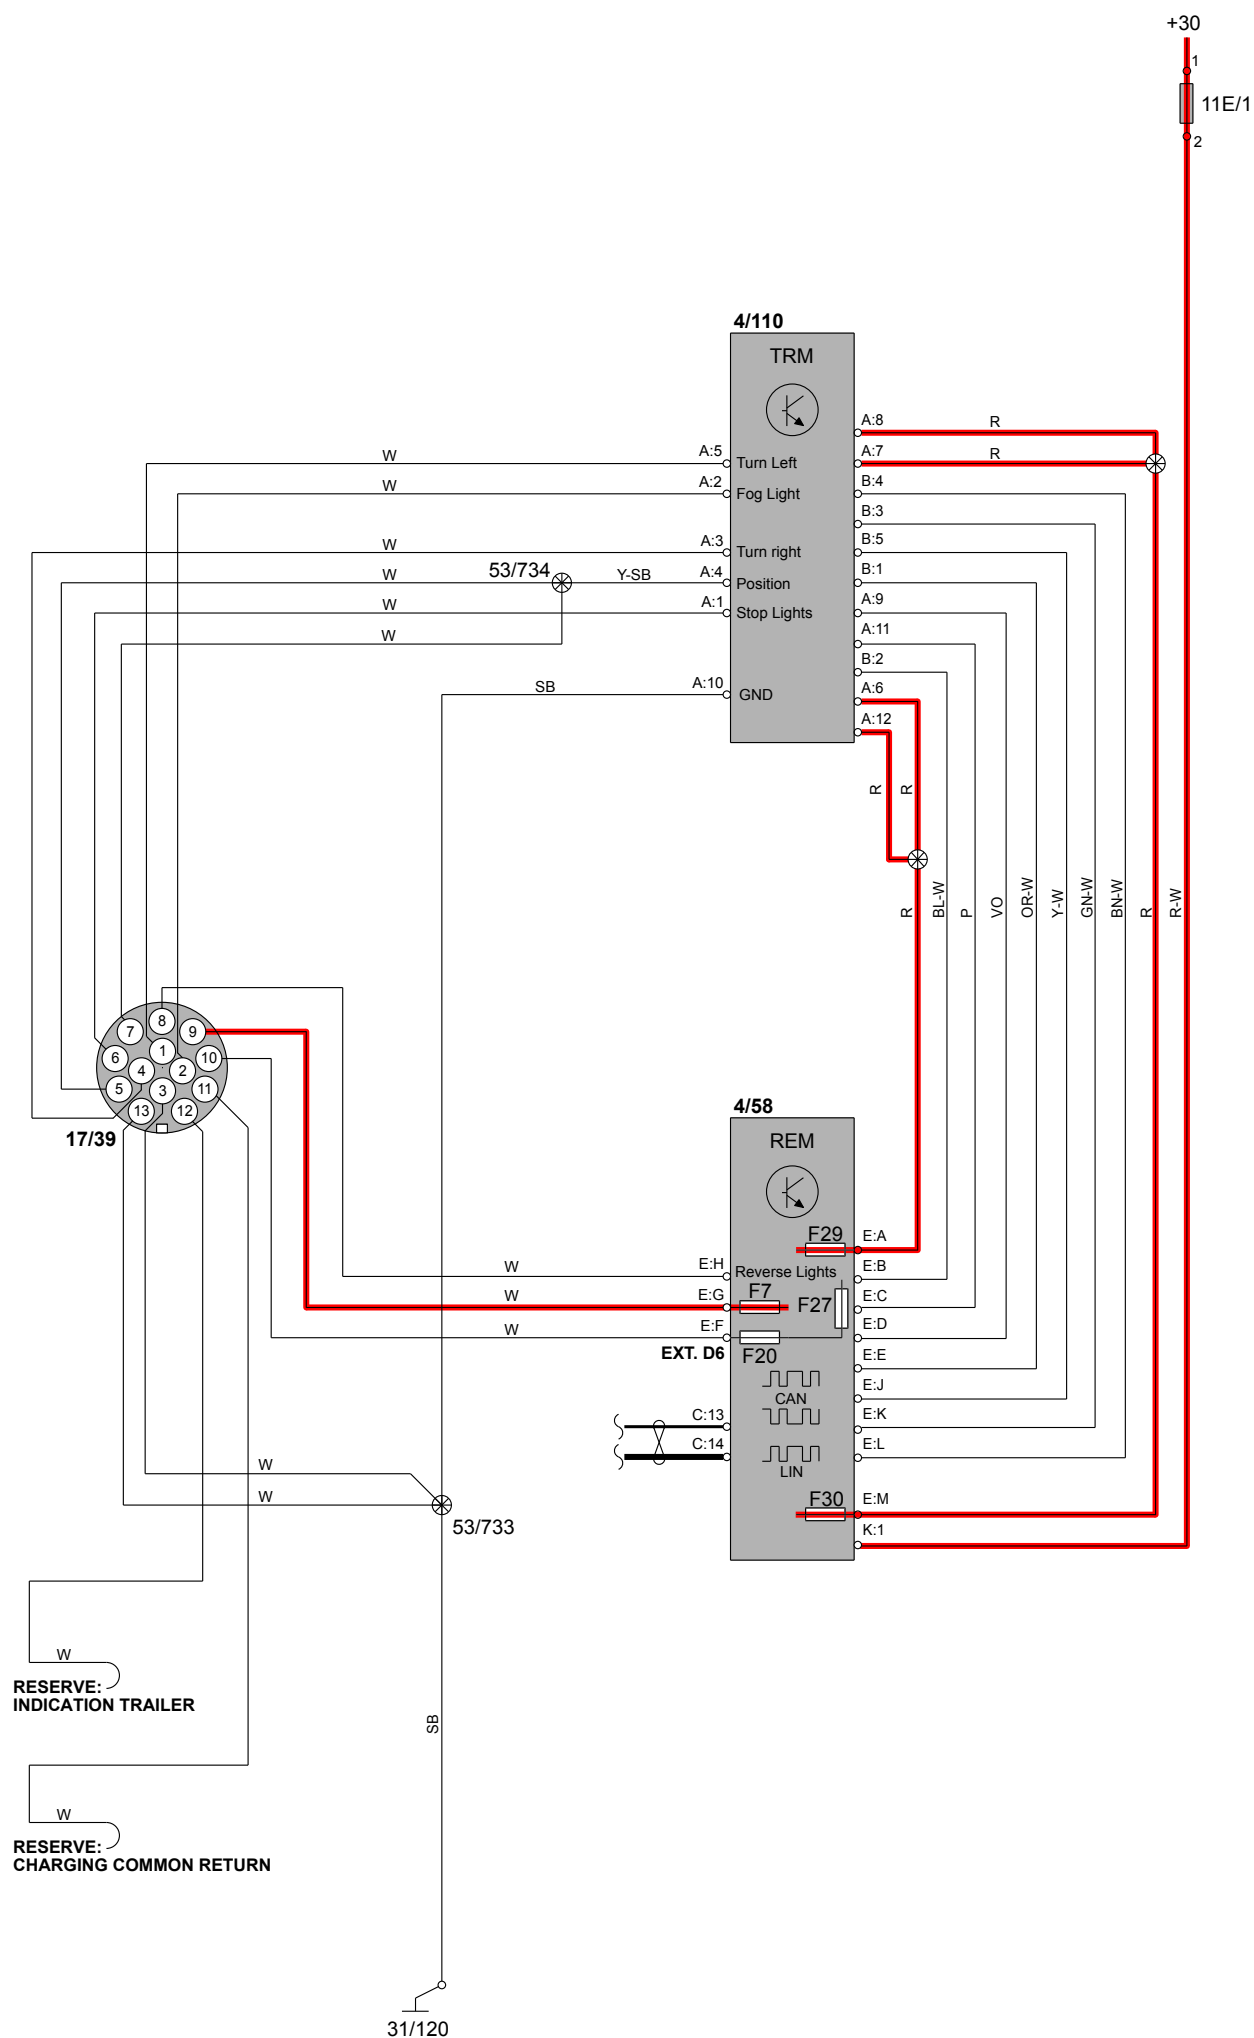 +30
1
11E/1
2
4/110
TRM
A:8
R
A:5
Turn Left
W
A:7
R
A:2
Fog Light
W
B:4
B:3
A:3
Turn right
W
B:5
53/734
W
Y-SB
A:4
Position
B:1
W
A:1
Stop Lights
A:9
W
A:11
B:2
SB
A:10
GND
A:6
A:12
R
R
R
BL-W
P
VO
OR-W
Y-W
GN-W
BN-W
R
R-W
8
7
9
1
6
10
4
2
5
3
11
13
12
17/39
4/58
REM
F29
E:A
W
E:H
Reverse Lights
E:B
W
E:G
F7
F27
E:C
W
E:F
E:D
EXT. D6
F20
E:E
CAN
E:J
C:13
E:K
C:14
E:L
LIN
W
W
53/733
F30
E:M
K:1
W
RESERVE:
INDICATION TRAILER
SB
W
RESERVE:
CHARGING COMMON RETURN
31/120